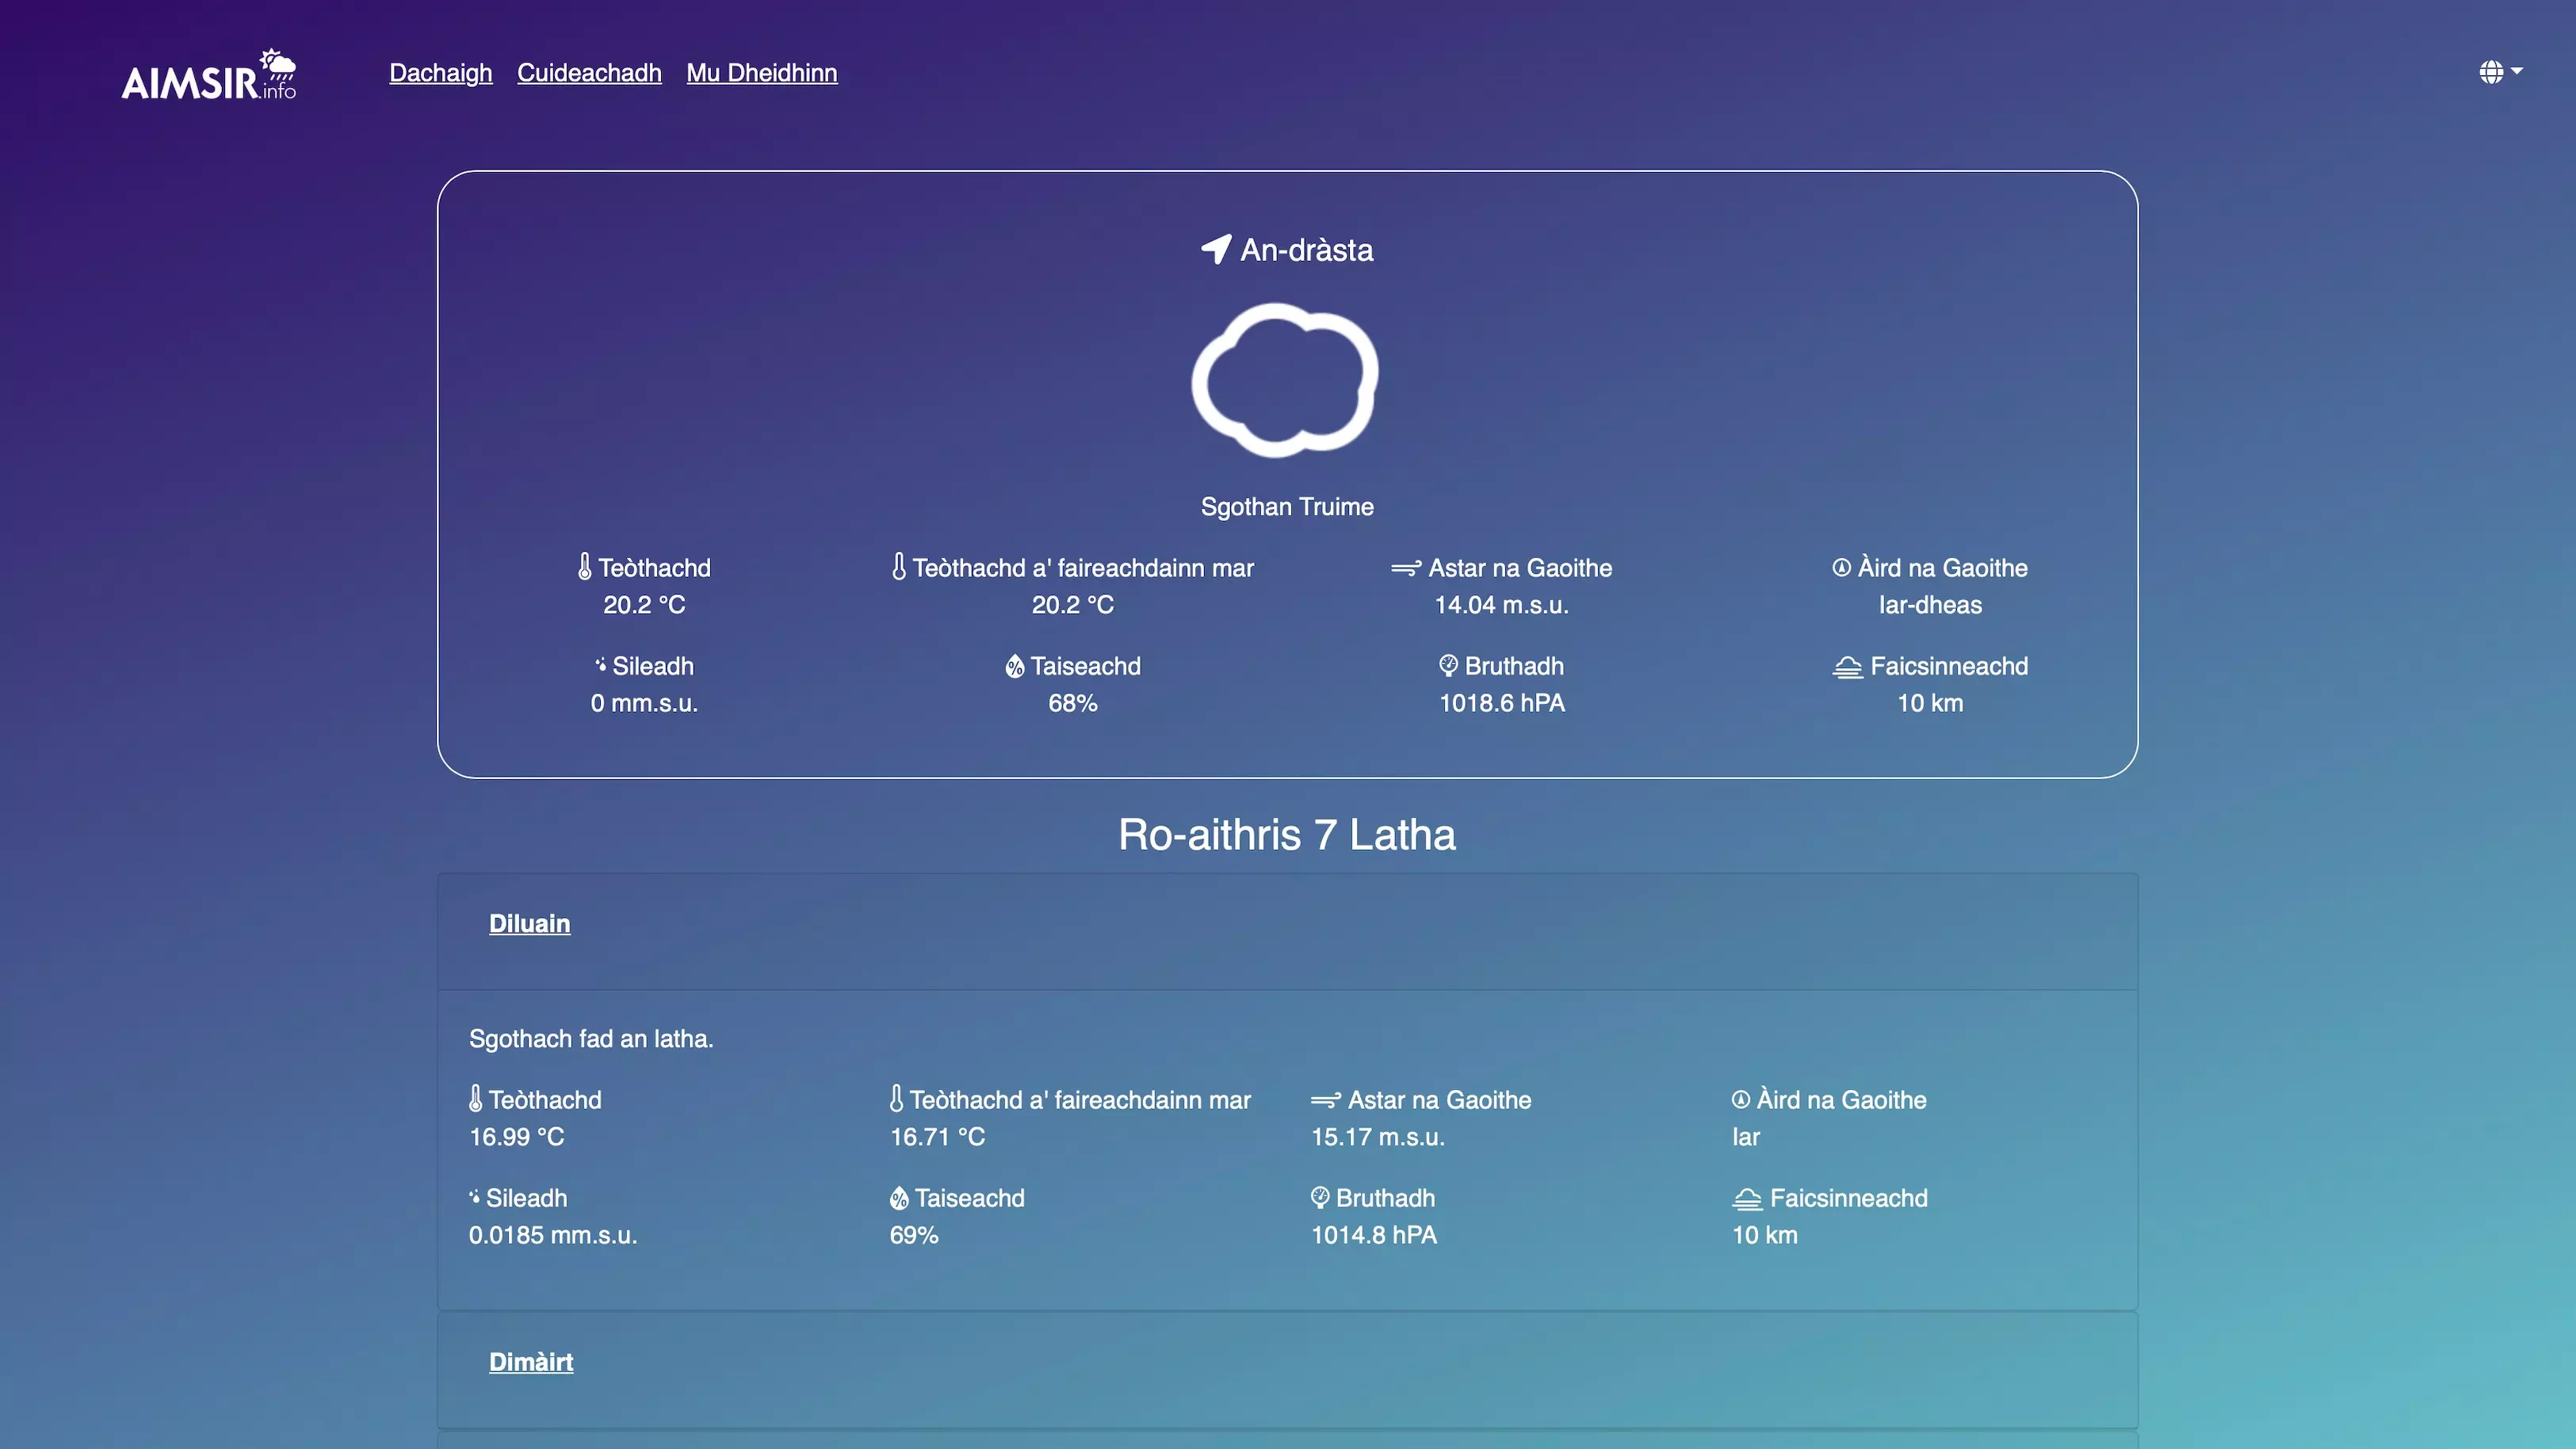 AIMSIR.info
Dachaigh Cuideachadh Mu Dheidhinn
An-dràsta
Sgothan Truime
Teòthachd Teòthachd a' faireachdainn mar Astar na Gaoithe Àird na Gaoithe
20.2 °C 20.2 °C 14.04 m.s.u. Iar-dheas
Sileadh Taiseachd Bruthadh Faicsinneachd
0 mm.s.u. 68% 1018.6 hPA 10 km
Ro-aithris 7 Latha
Diluain
Sgothach fad an latha.
Teòthachd Teòthachd a' faireachdainn mar Astar na Gaoithe Àird na Gaoithe
16.99 °C 16.71 °C 15.17 m.s.u. Iar
Sileadh Taiseachd Bruthadh Faicsinneachd
0.0185 mm.s.u. 69% 1014.8 hPA 10 km
Dimàirt